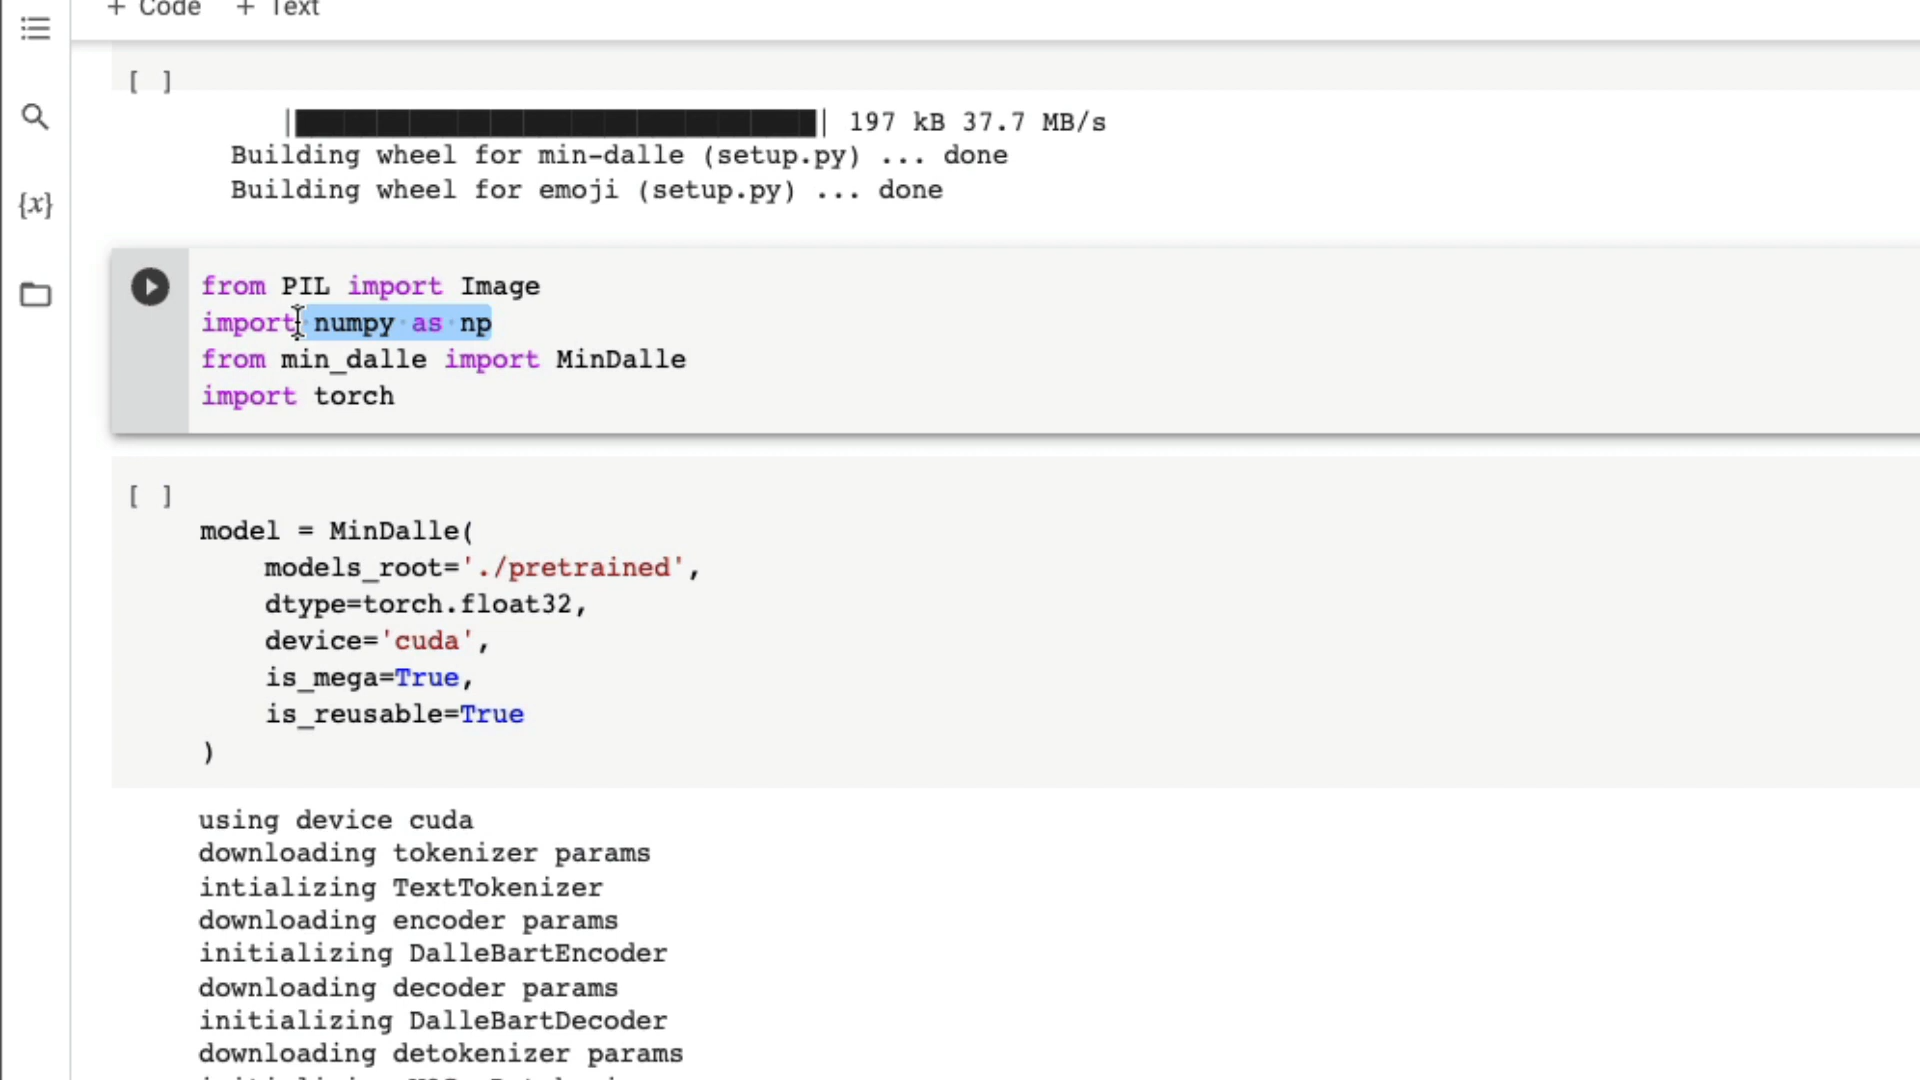 + Code + Text
[ ]
197 kB 37.7 MB/s
Building wheel for min-dalle (setup.py) ... done
Building wheel for emoji (setup.py) ... done
{x}
from PIL import Image
import numpy as np
from min_dalle import MinDalle
import torch
[ ]
model = MinDalle(
models_root='./pretrained',
dtype=torch.float32,
device='cuda',
is_mega=True,
is_reusable=True
)
using device cuda
downloading tokenizer params
intializing TextTokenizer
downloading encoder params
initializing DalleBartEncoder
downloading decoder params
initializing DalleBartDecoder
downloading detokenizer params